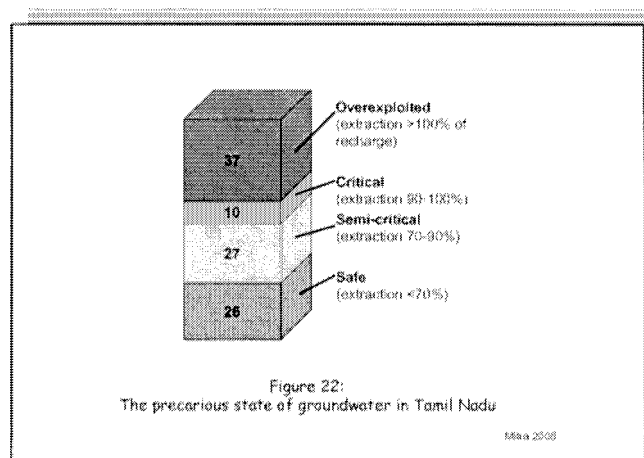 Overexploited
(extraction >100% of
recharge)
37
Critical
(extraction 90-100%)
10
Semi-critical
(extraction 70-90%)
27
Safe
(extraction <70%)
26
Figure 22:
The precarious state of groundwater in Tamil Nadu
2005